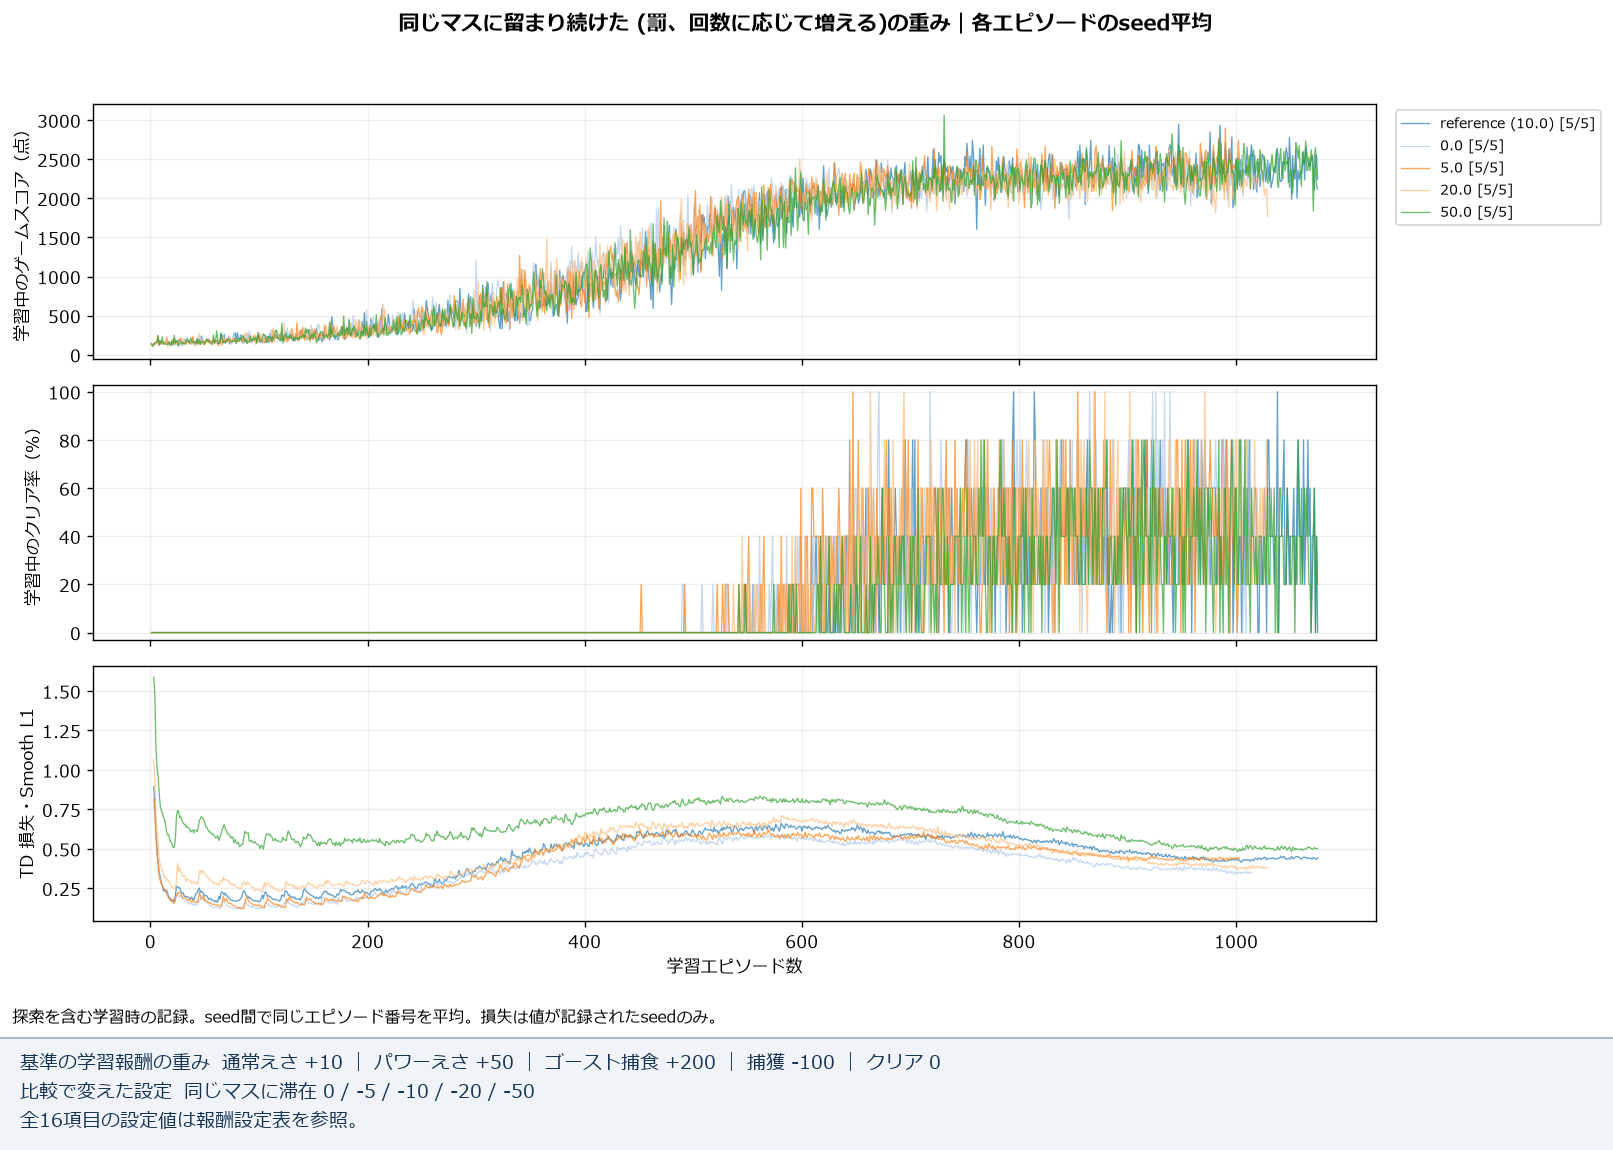 同じマスに留まり続けた (罰、回数に応じて増える)の重み｜各エピソードのseed平均
学習中のゲームスコア（点）
3000
2500
2000
1500
1000
500
0
reference (10.0) [5/5]
0.0 [5/5]
5.0 [5/5]
20.0 [5/5]
50.0 [5/5]
学習中のクリア率（%）
100
80
60
40
20
0
TD 損失・Smooth L1
1.50
1.25
1.00
0.75
0.50
0.25
0
200
400
600
800
1000
学習エピソード数
探索を含む学習時の記録。seed間で同じエピソード番号を平均。損失は値が記録されたseedのみ。
基準の学習報酬の重み 通常えさ +10 ｜ パワーえさ +50 ｜ ゴースト捕食 +200 ｜ 捕獲 -100 ｜ クリア 0
比較で変えた設定 同じマスに滞在 0 / -5 / -10 / -20 / -50
全16項目の設定値は報酬設定表を参照。